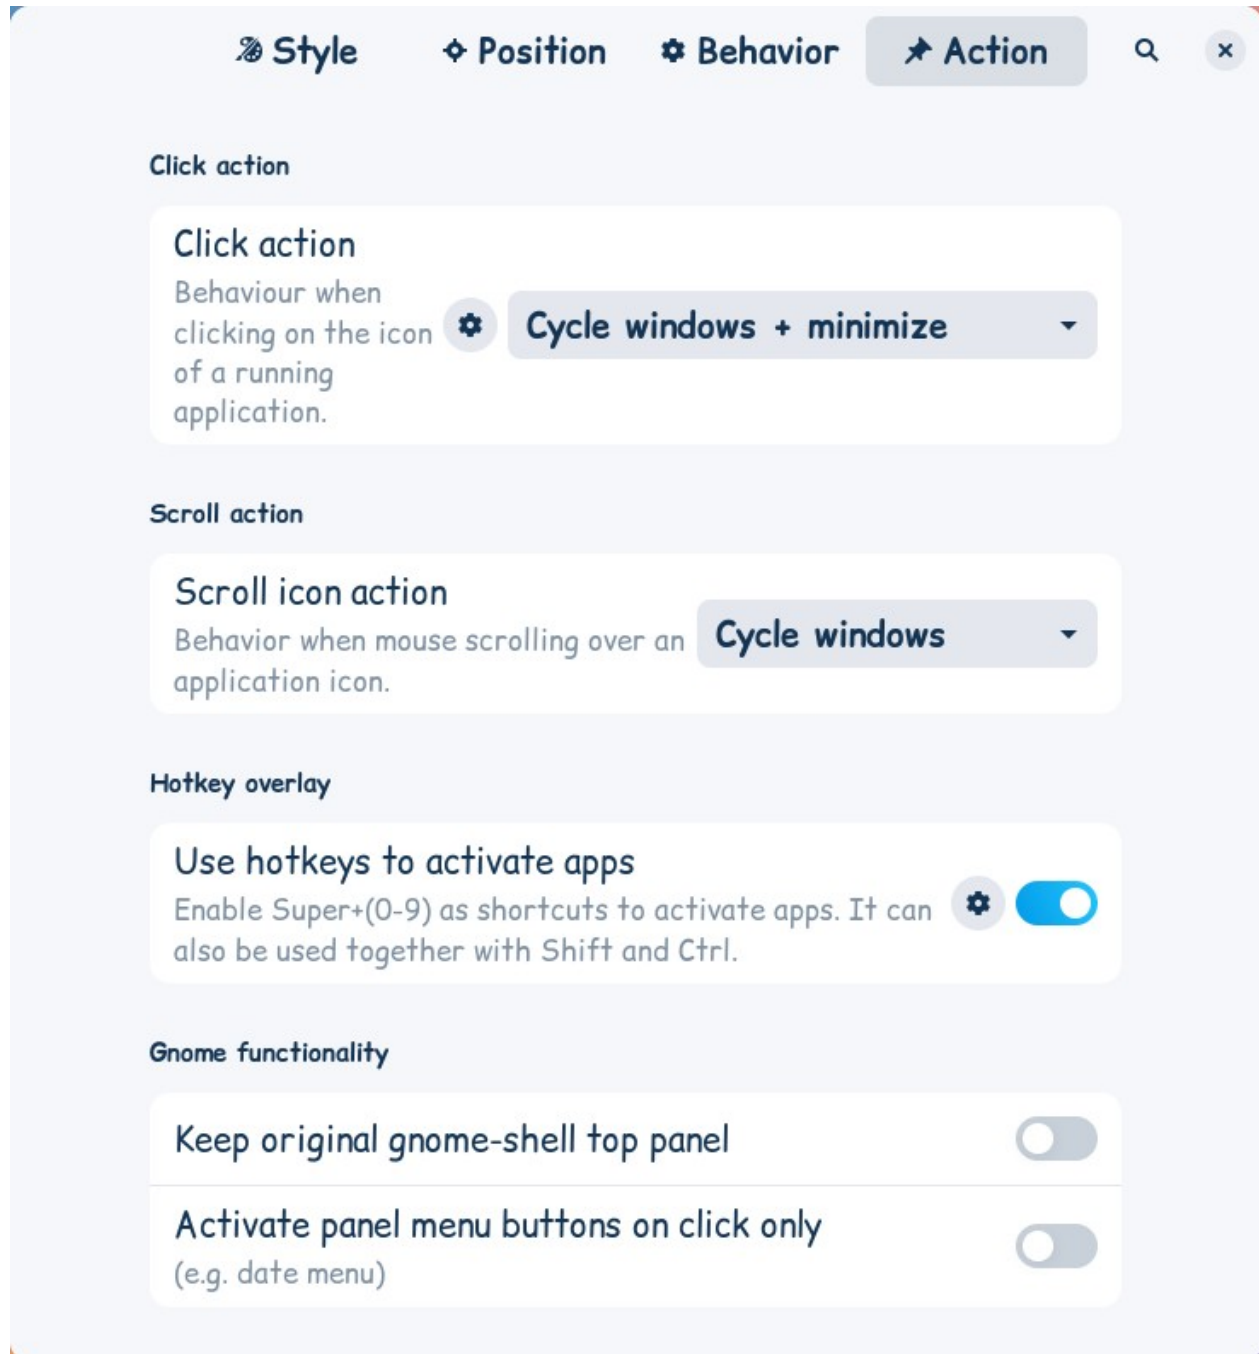 Style Position Behavior Action
Click action
Click action
Behaviour when
clicking on the icon
of a running
application.
Cycle windows + minimize
Scroll action
Scroll icon action
Behavior when mouse scrolling over an
application icon.
Cycle windows
Hotkey overlay
Use hotkeys to activate apps
Enable Super+(0-9) as shortcuts to activate apps. It can
also be used together with Shift and Ctrl.
Gnome functionality
Keep original gnome-shell top panel
Activate panel menu buttons on click only
(e.g. date menu)